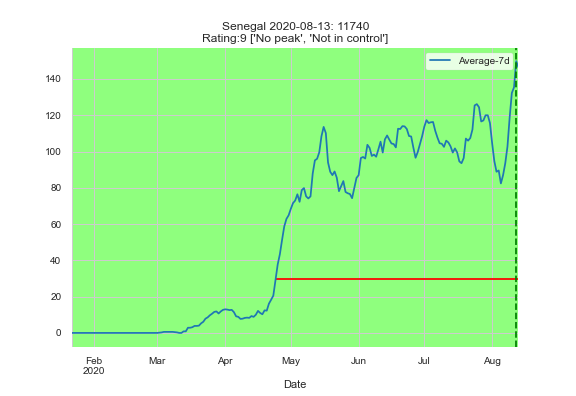 Senegal 2020-08-13: 11740
Rating:9 ['No peak', 'Not in control']
Average-7d
140
120
100
80
60
40
20
0
Feb
2020
Mar
Apr
May
Jun
Jul
Aug
Date